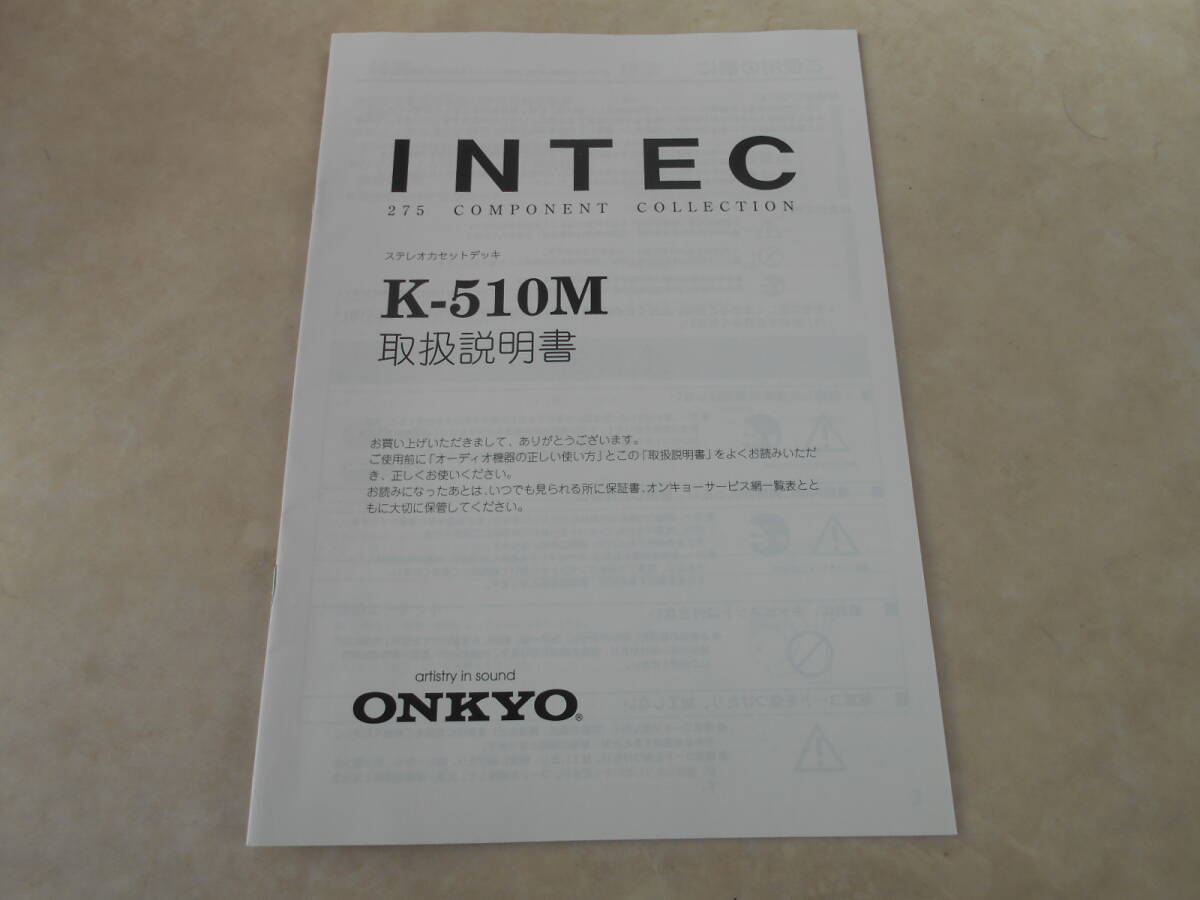 INTEC
275 COMPONENT COLLECTION
ステレオカセットデッキ
K-510M
取扱説明書
お買い上げいただきまして、ありがとうございます。
ご使用前に「オーディオ機器の正しい使い方」とこの「取扱説明書」をよくお読みいただ
き、正しくお使いください。
お読みになったあとは、いつでも見られる所に保証書、オンキヨーサービス網一覧表とと
もに大切に保管してください。
artistry in sound
ONKYO®